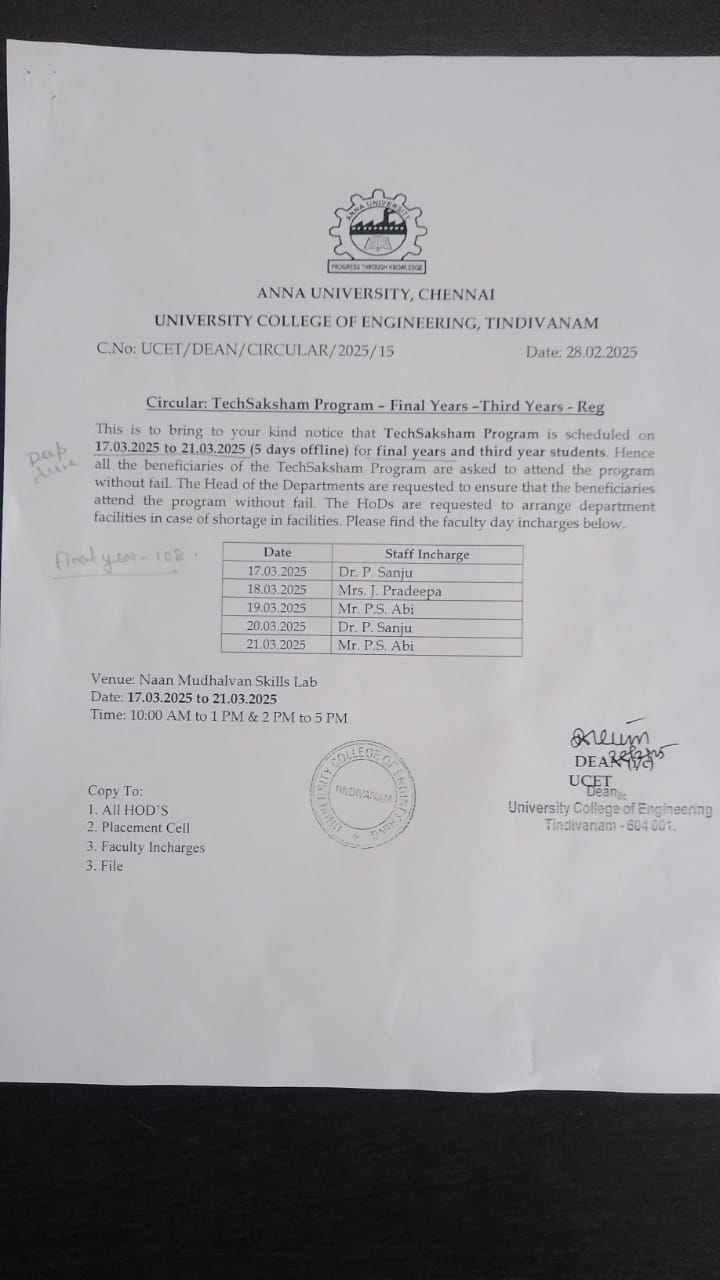 ANNA UNIVERSITY
PROGRESS THROUGH KNOWLEDGE
ANNA UNIVERSITY, CHENNAI
UNIVERSITY COLLEGE OF ENGINEERING, TINDIVANAM
C.No: UCET/DEAN/CIRCULAR/2025/15 Date: 28.02.2025
Circular: TechSaksham Program – Final Years –Third Years - Reg
This is to bring to your kind notice that TechSaksham Program is scheduled on
17.03.2025 to 21.03.2025 (5 days offline) for final years and third year students. Hence
all the beneficiaries of the TechSaksham Program are asked to attend the program
without fail. The Head of the Departments are requested to ensure that the beneficiaries
attend the program without fail. The HoDs are requested to arrange department
facilities in case of shortage in facilities. Please find the faculty day incharges below.
Final year - 108
Date Staff Incharge
17.03.2025 Dr. P. Sanju
18.03.2025 Mrs. J. Pradeepa
19.03.2025 Mr. P.S. Abi
20.03.2025 Dr. P. Sanju
21.03.2025 Mr. P.S. Abi
Venue: Naan Mudhalvan Skills Lab
Date: 17.03.2025 to 21.03.2025
Time: 10:00 AM to 1 PM & 2 PM to 5 PM
UNIVERSITY COLLEGE OF ENGINEERING
TINDIVANAM
DEAN
UCET
Dean
University College of Engineering
Tindivanam - 604 001.
Copy To:
1. All HOD'S
2. Placement Cell
3. Faculty Incharges
3. File